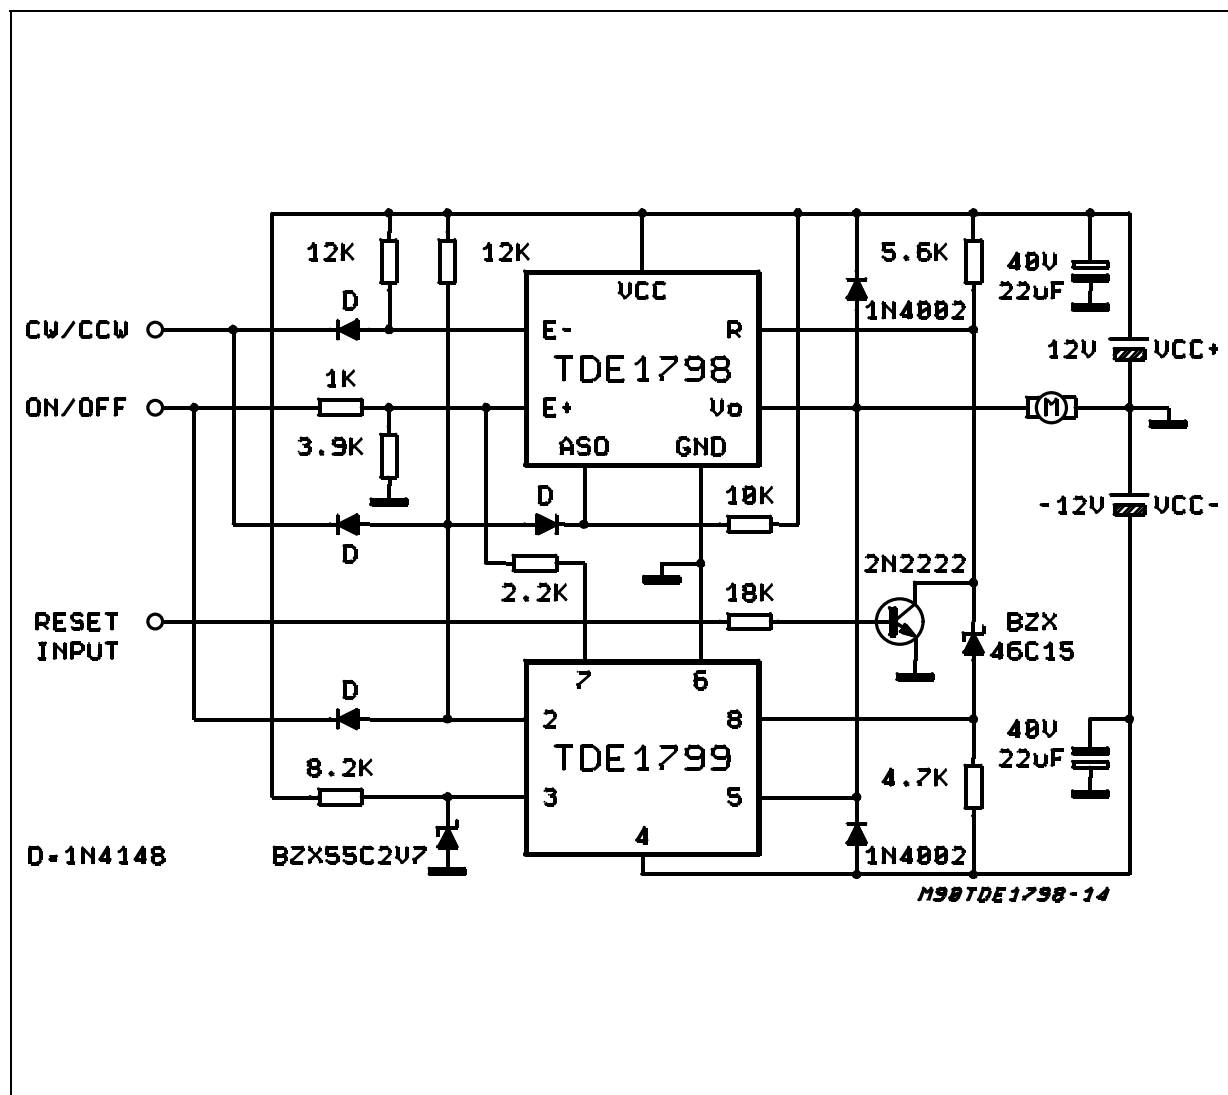 12K
12K
5.6K
40V
22uF
VCC
D
1N4002
CW/CCW
E-
R
12V
VCC+
TDE1798
1K
ON/OFF
E+
Vo
M
3.9K
ASO
GND
D
10K
-12V
VCC-
D
2N2222
2.2K
18K
RESET
INPUT
BZX
46C15
7
6
D
2
8
40V
22uF
TDE1799
8.2K
4.7K
3
5
4
D=1N4148
BZX55C2V7
1N4002
M90TDE1798-14